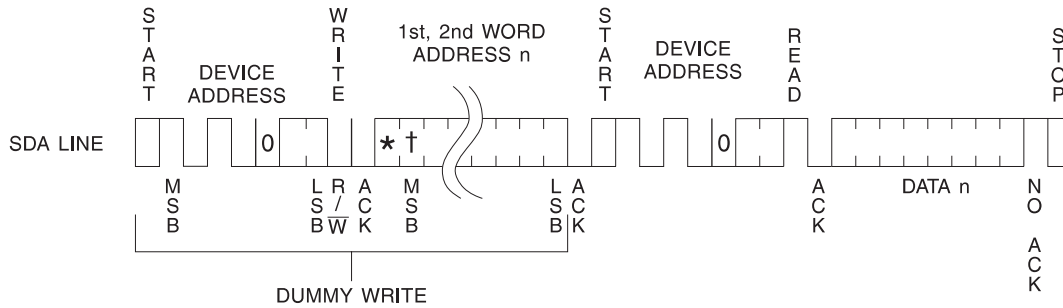 START
WRITE
1st, 2nd WORD
ADDRESS n
START
READ
STOP
DEVICE
ADDRESS
DEVICE
ADDRESS
SDA LINE
0
* †
0
MSB
LSB
R/W
ACK
MSB
LSB
ACK
ACK
DATA n
NO ACK
DUMMY WRITE